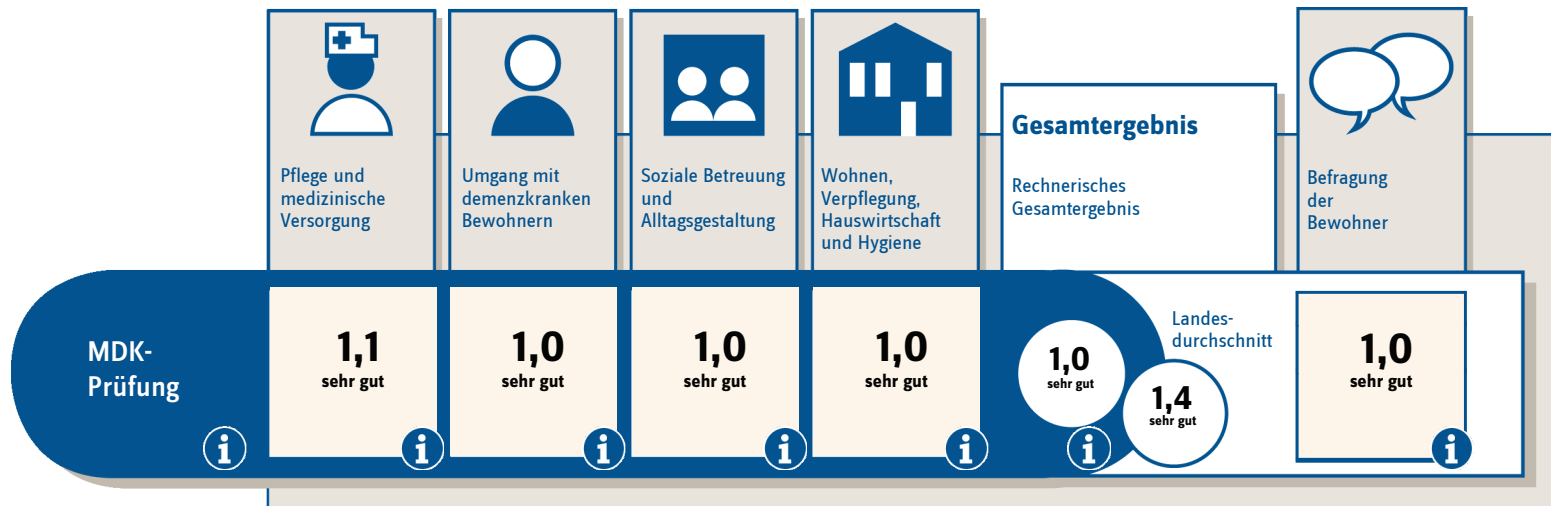 Pflege und
medizinische
Versorgung
Umgang mit
demenzkranken
Bewohnern
Soziale Betreuung
und
Alltagsgestaltung
Wohnen,
Verpflegung,
Hauswirtschaft
und Hygiene
Gesamtergebnis
Rechnerisches
Gesamtergebnis
Befragung
der
Bewohner
MDK-
Prüfung
i
1,1
sehr gut
i
1,0
sehr gut
i
1,0
sehr gut
i
1,0
sehr gut
i
1,0
sehr gut
i
Landes-
durchschnitt
1,4
sehr gut
1,0
sehr gut
i